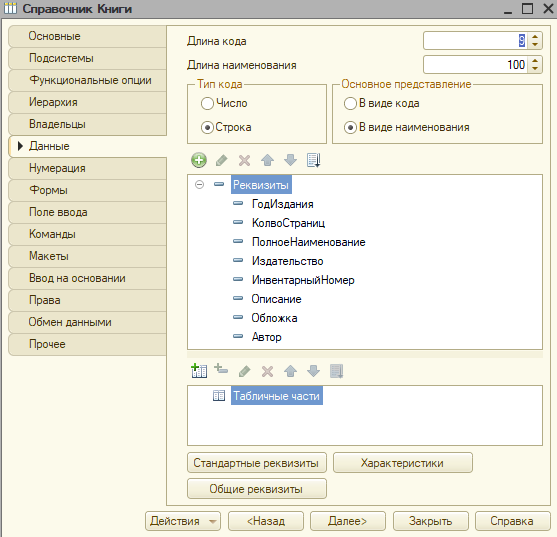 Справочник Книги
Основные
Подсистемы
Функциональные опции
Иерархия
Владельцы
Данные
Нумерация
Формы
Поле ввода
Команды
Макеты
Ввод на основании
Права
Обмен данными
Прочее
Длина кода 9
Длина наименования 100
Тип кода
Число
Строка
Основное представление
В виде кода
В виде наименования
Реквизиты
ГодИздания
КолвоСтраниц
ПолноеНаименование
Издательство
ИнвентарныйНомер
Описание
Обложка
Автор
Табличные части
Стандартные реквизиты Характеристики
Общие реквизиты
Действия <Назад Далее> Закрыть Справка